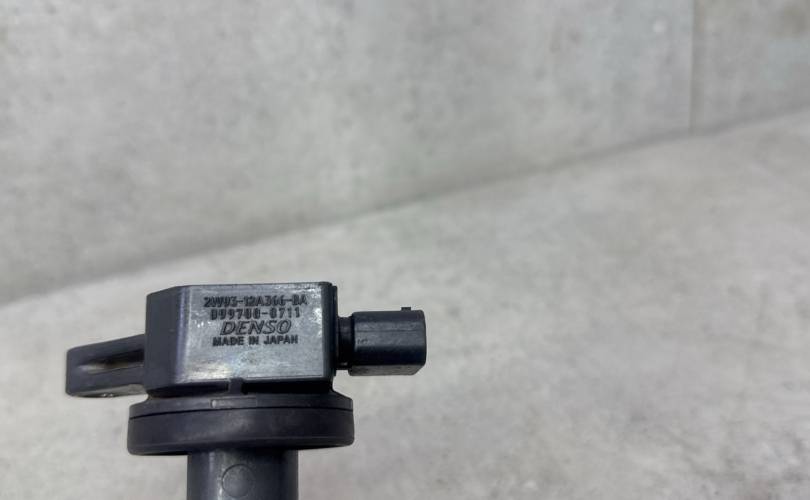 2W93-12A366-BA
099700-0711
DENSO
MADE IN JAPAN